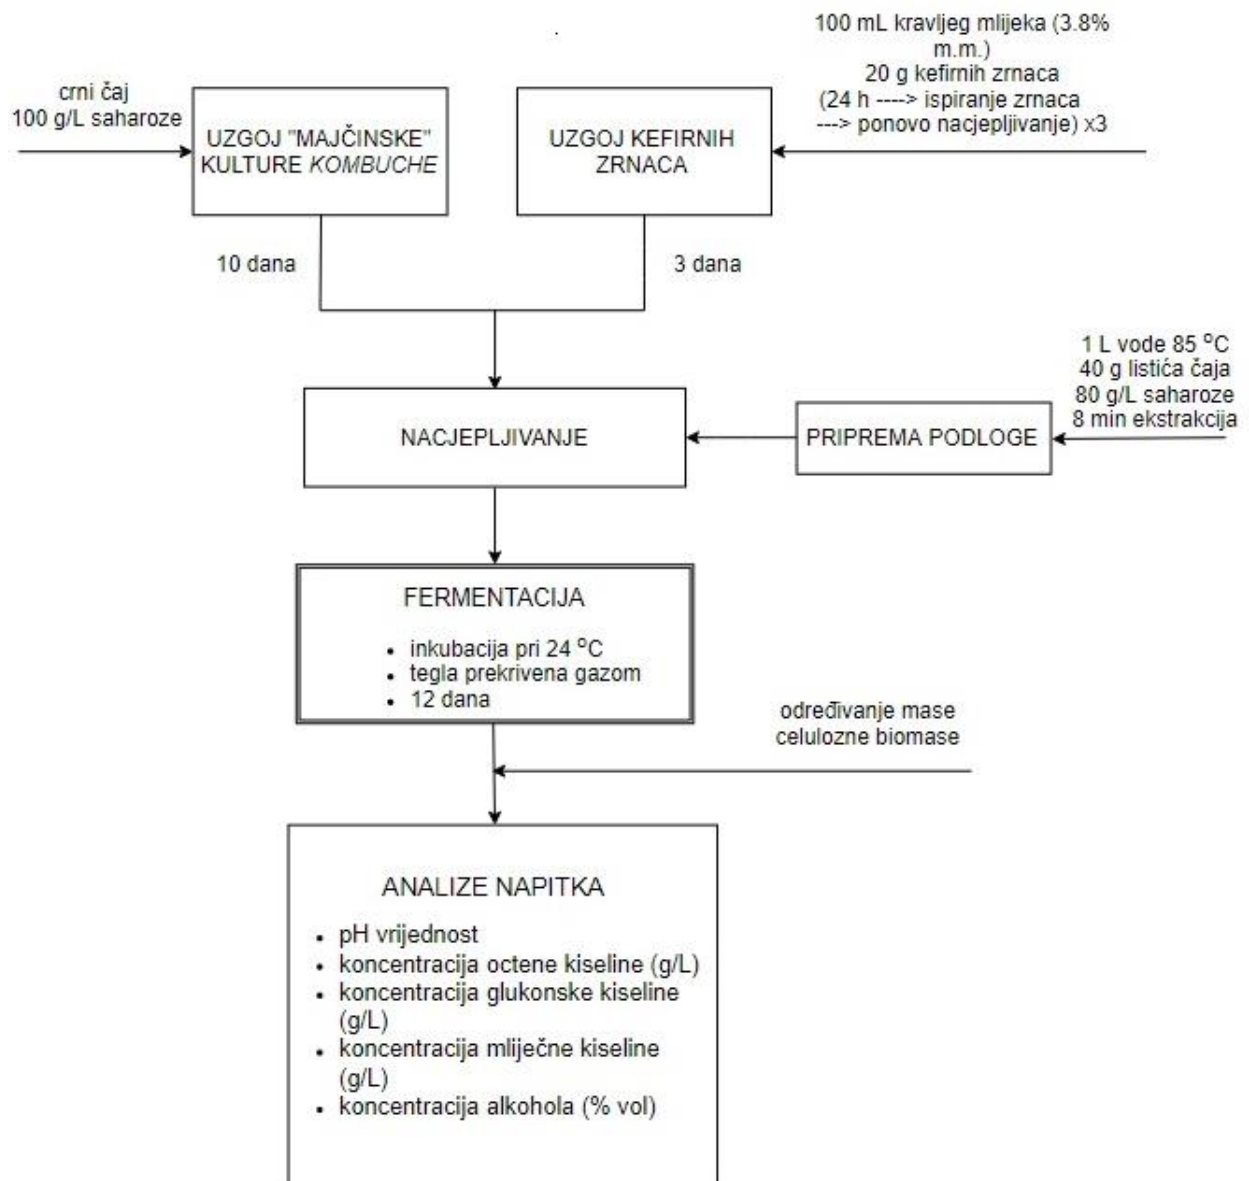 crni čaj
100 g/L saharoze
UZGOJ "MAJČINSKE"
KULTURE KOMBUCHE
100 mL kravljeg mlijeka (3.8%
m.m.)
20 g kefirnih zrnaca
(24 h ----> ispiranje zrnaca
---> ponovo nacjepljivanje) x3
UZGOJ KEFIRNIH
ZRNACA
10 dana
3 dana
NACJEPLJIVANJE
1 L vode 85 °C
40 g listića čaja
80 g/L saharoze
8 min ekstrakcija
PRIPREMA PODLOGE
FERMENTACIJA
• inkubacija pri 24 °C
• tegla prekrivena gazom
• 12 dana
određivanje mase
celulozne biomase
ANALIZE NAPITKA
• pH vrijednost
• koncentracija octene kiseline (g/L)
• koncentracija glukonske kiseline
(g/L)
• koncentracija mliječne kiseline
(g/L)
• koncentracija alkohola (% vol)